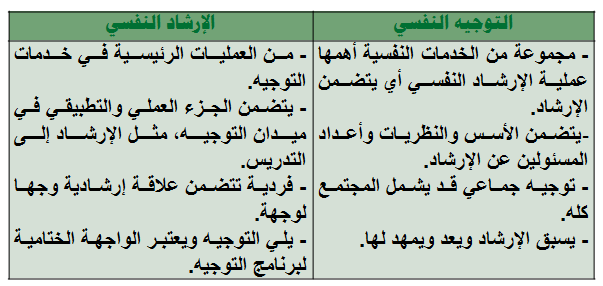 التوجيه النفسي
الإرشاد النفسي
- مجموعة من الخدمات النفسية أهمها
عملية الإرشاد النفسي أي يتضمن
الإرشاد.
-يتضمن الأسس والنظريات وأعداد
المسئولين عن الإرشاد.
- توجيه جماعي قد يشمل المجتمع
كله.
- يسبق الإرشاد ويعد ويمهد لها.
- من العمليات الرئيسية في خدمات
التوجيه.
- يتضمن الجزء العملي والتطبيقي في
ميدان التوجيه، مثل الإرشاد إلى
التدريس.
- فردية تتضمن علاقة إرشادية وجها
لوجهة.
- يلي التوجيه ويعتبر الواجهة الختامية
لبرنامج التوجيه.